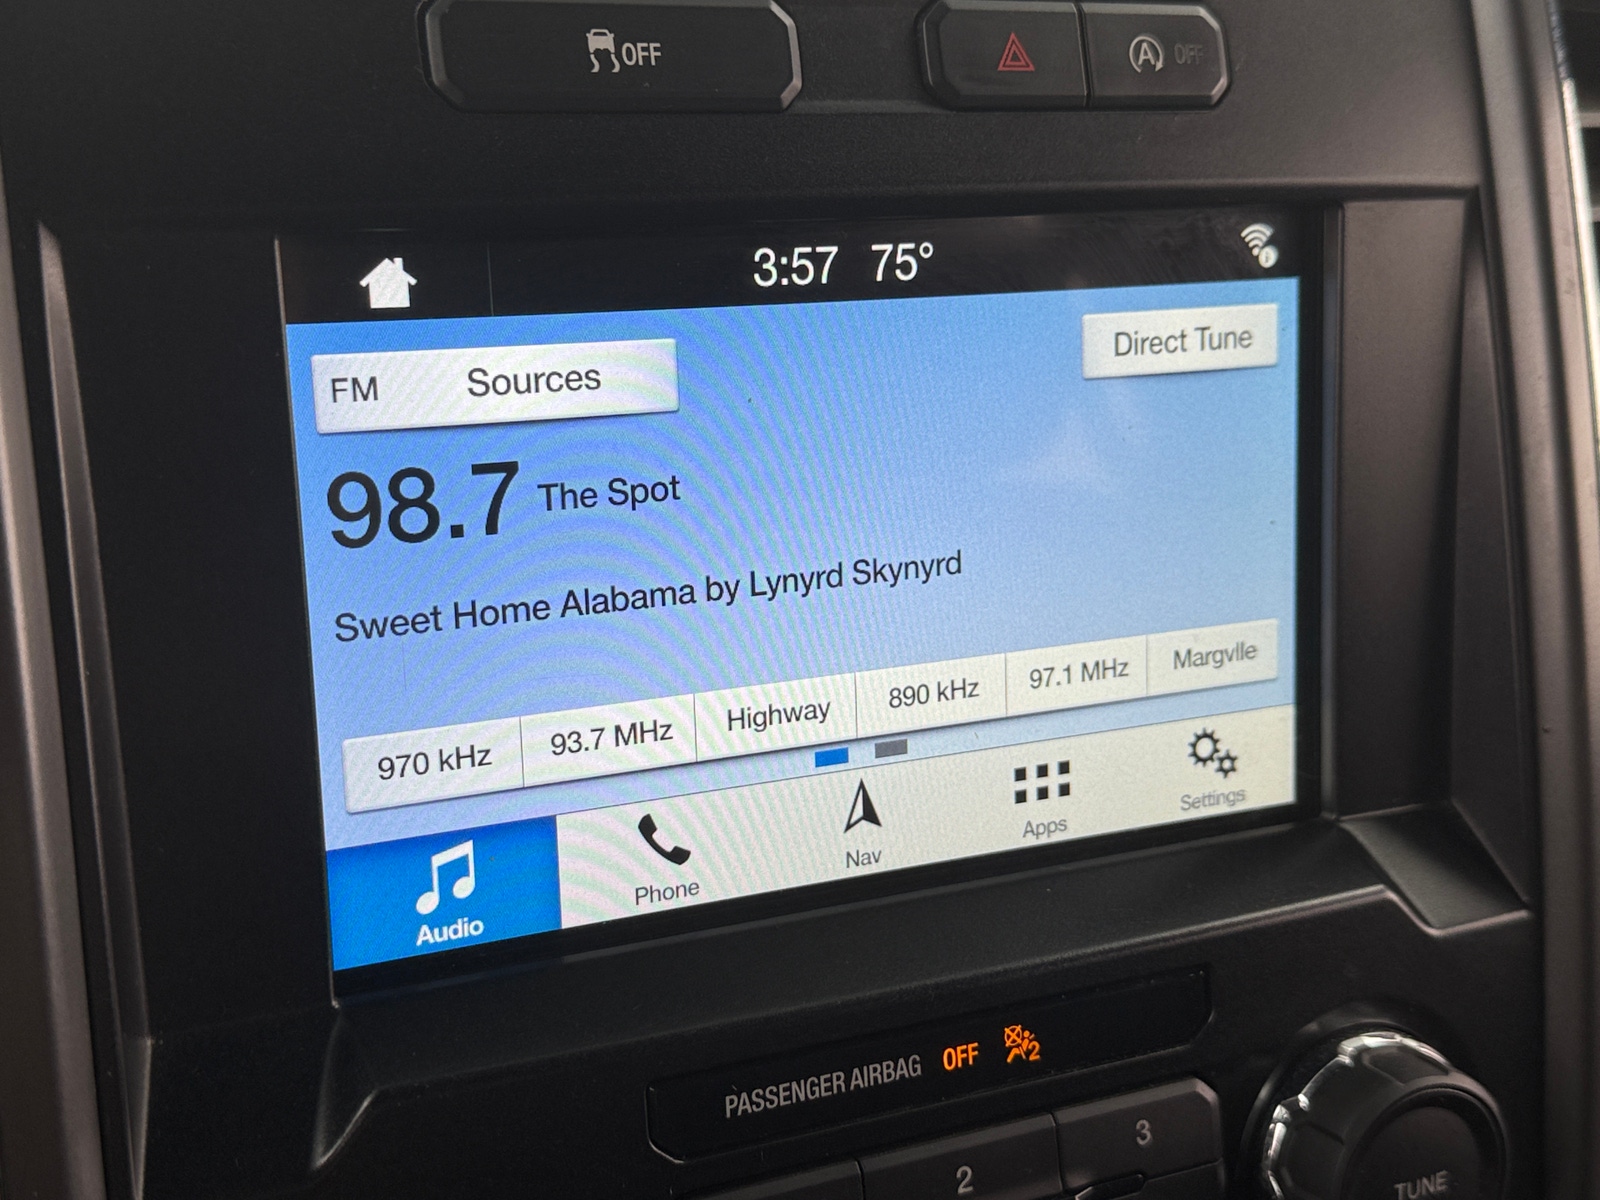 OFF
A OFF
3:57 75°
FM Sources
Direct Tune
98.7 The Spot
Sweet Home Alabama by Lynyrd Skynyrd
970 kHz 93.7 MHz Highway 890 kHz 97.1 MHz Margvlle
Audio Phone Nav Apps Settings
PASSENGER AIRBAG OFF 2
2 3
TUNE